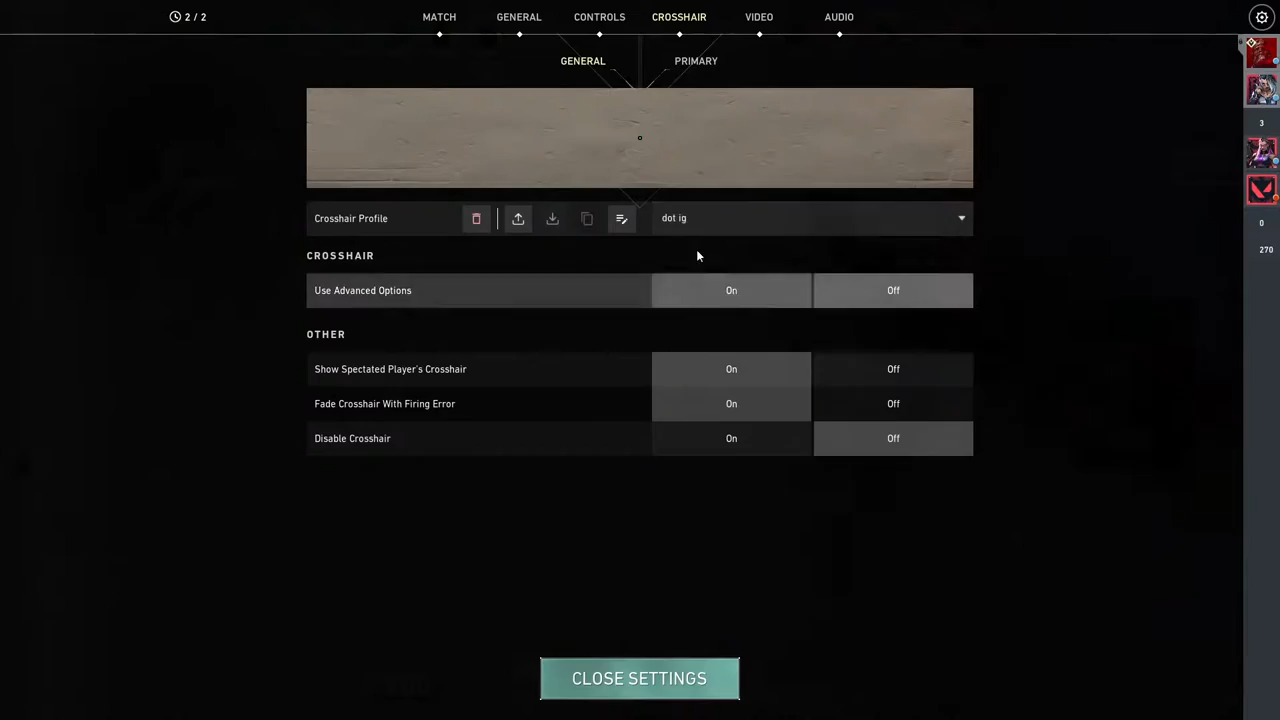 2 / 2
MATCH
GENERAL
CONTROLS
CROSSHAIR
VIDEO
AUDIO
GENERAL
PRIMARY
Crosshair Profile
dot ig
CROSSHAIR
Use Advanced Options
On
Off
OTHER
Show Spectated Player's Crosshair
On
Off
Fade Crosshair With Firing Error
On
Off
Disable Crosshair
On
Off
CLOSE SETTINGS
3
0
270